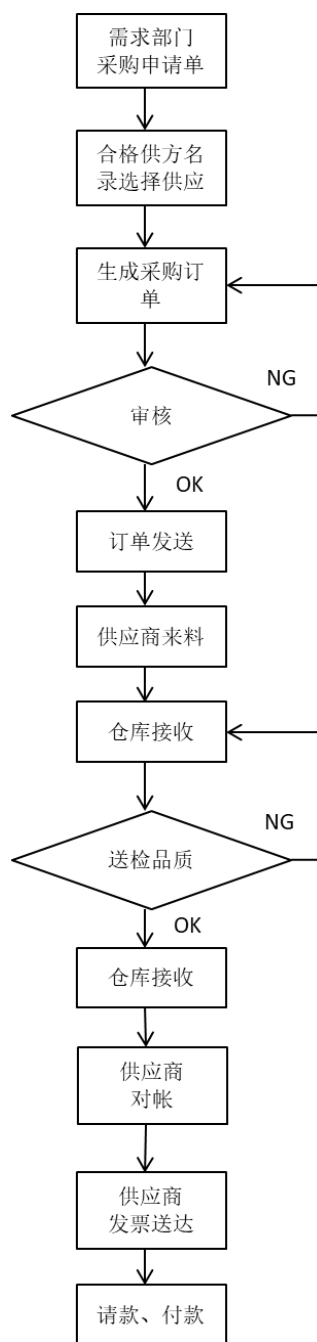 需求部门
采购申请单
合格供方名
录选择供应
生成采购订
单
NG
审核
OK
订单发送
供应商来料
仓库接收
NG
送检品质
OK
仓库接收
供应商
对帐
供应商
发票送达
请款、付款